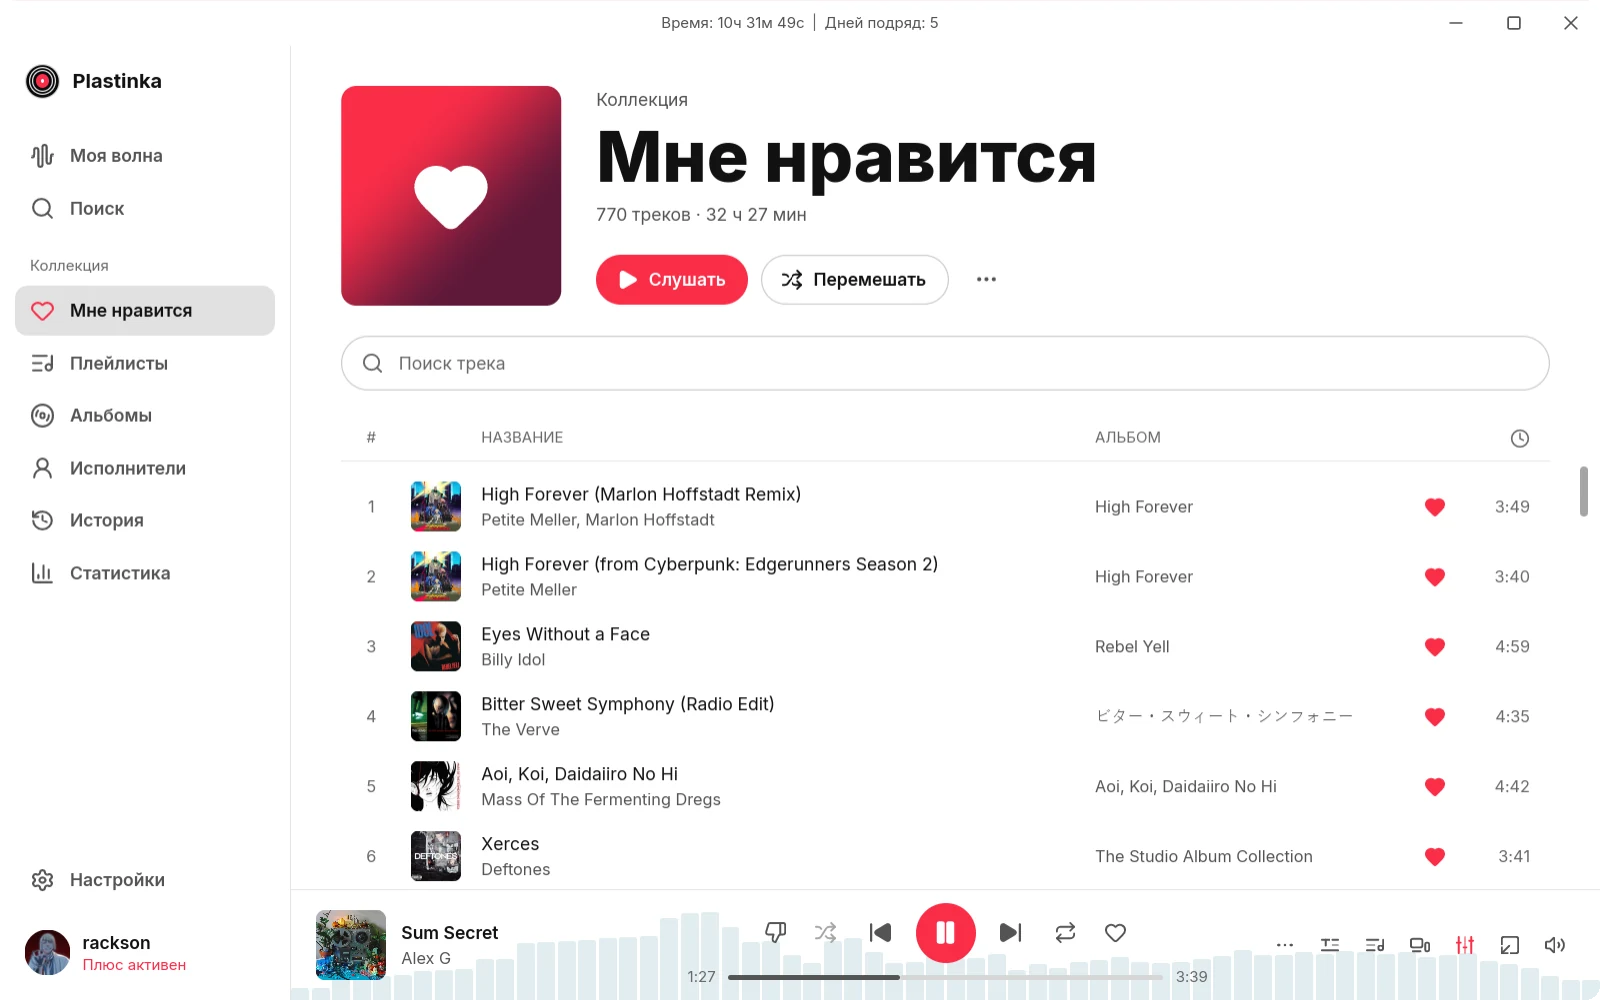 Время: 10ч 31м 49с | Дней подряд: 5
Plastinka
Моя волна
Поиск
Коллекция
Мне нравится
Плейлисты
Альбомы
Исполнители
История
Статистика
Настройки
rackson
Плюс активен
Коллекция
Мне нравится
770 треков · 32 ч 27 мин
Слушать
Перемешать
Поиск трека
# НАЗВАНИЕ АЛЬБОМ
1 High Forever (Marlon Hoffstadt Remix) High Forever 3:49
Petite Meller, Marlon Hoffstadt
2 High Forever (from Cyberpunk: Edgerunners Season 2) High Forever 3:40
Petite Meller
3 Eyes Without a Face Rebel Yell 4:59
Billy Idol
4 Bitter Sweet Symphony (Radio Edit) ビター・スウィート・シンフォニー 4:35
The Verve
5 Aoi, Koi, Daidaiiro No Hi Aoi, Koi, Daidaiiro No Hi 4:42
Mass Of The Fermenting Dregs
6 Xerces The Studio Album Collection 3:41
Deftones
DEFTONES
Sum Secret
Alex G
1:27 3:39